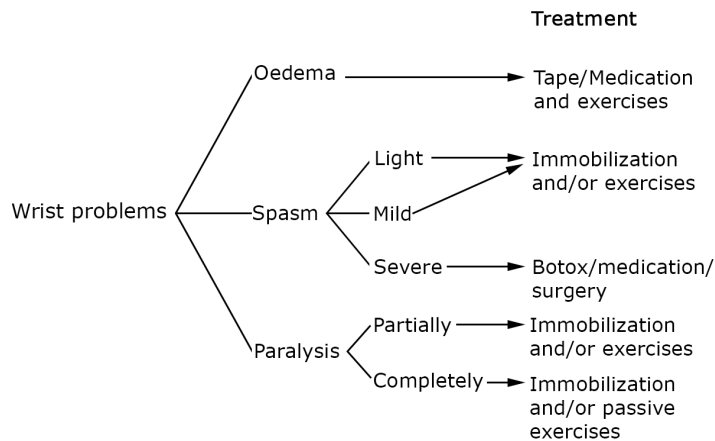 Treatment
Oedema
Tape/Medication
and exercises
Light
Immobilization
and/or exercises
Wrist problems
Spasm
Mild
Severe
Botox/medication/
surgery
Partially
Immobilization
and/or exercises
Paralysis
Completely
Immobilization
and/or passive
exercises